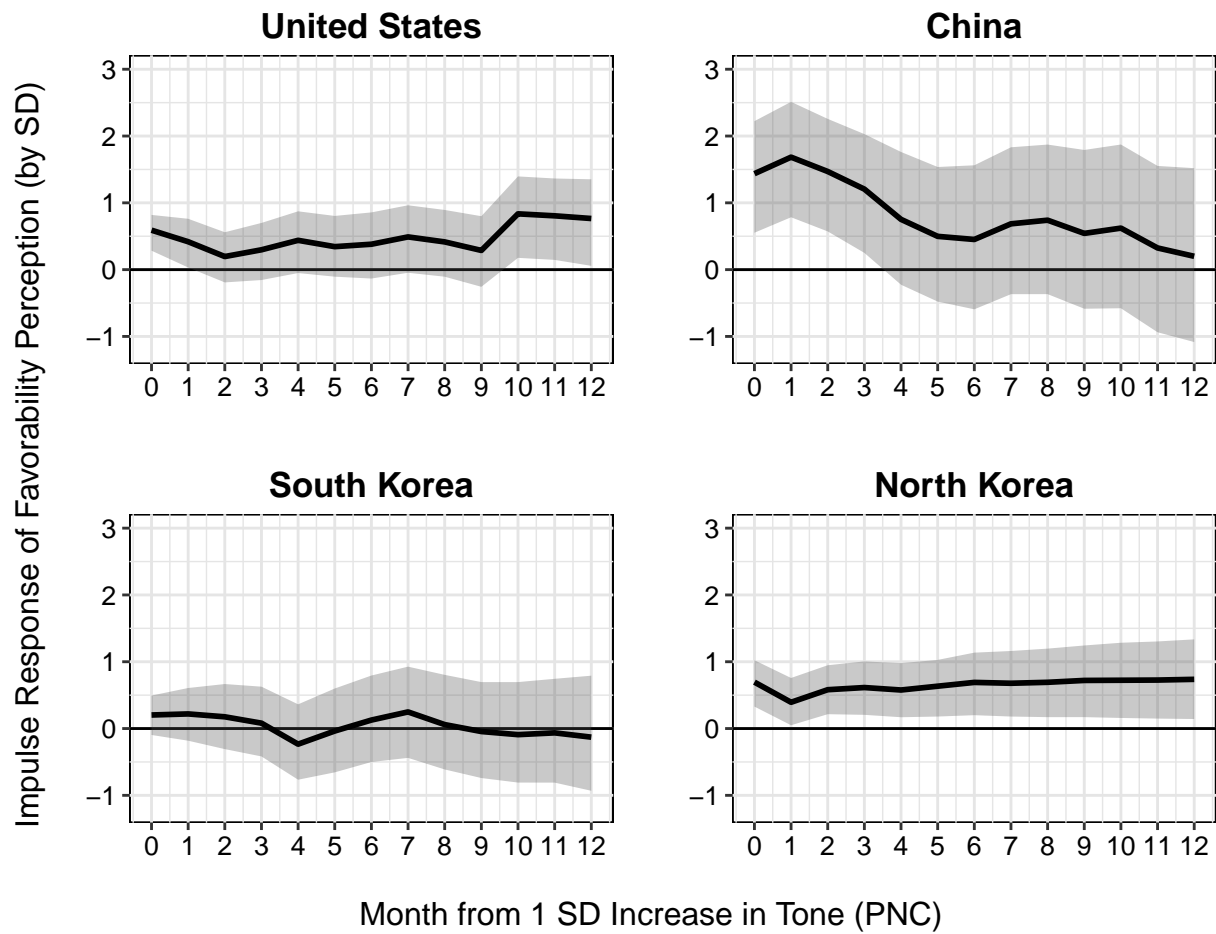 Impulse Response of Favorability Perception (by SD)
United States
3
2
1
0
−1
0 1 2 3 4 5 6 7 8 9 10 11 12
China
3
2
1
0
−1
0 1 2 3 4 5 6 7 8 9 10 11 12
South Korea
3
2
1
0
−1
0 1 2 3 4 5 6 7 8 9 10 11 12
North Korea
3
2
1
0
−1
0 1 2 3 4 5 6 7 8 9 10 11 12
Month from 1 SD Increase in Tone (PNC)